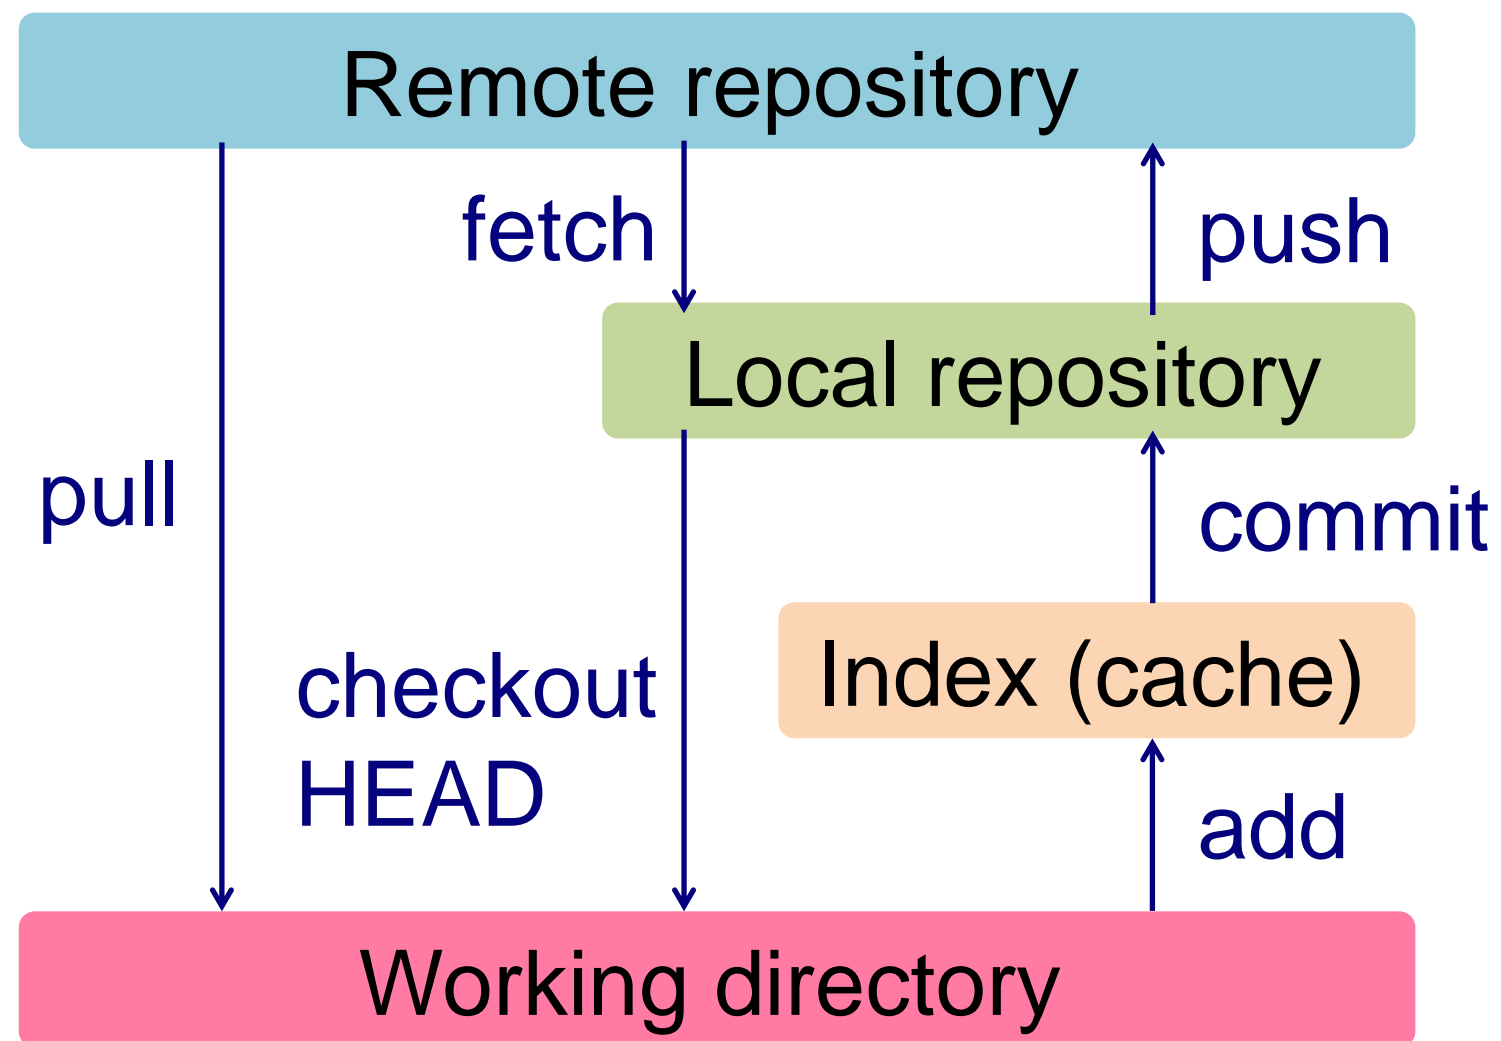 Remote repository
fetch
push
Local repository
pull
commit
Index (cache)
checkout
HEAD
add
Working directory